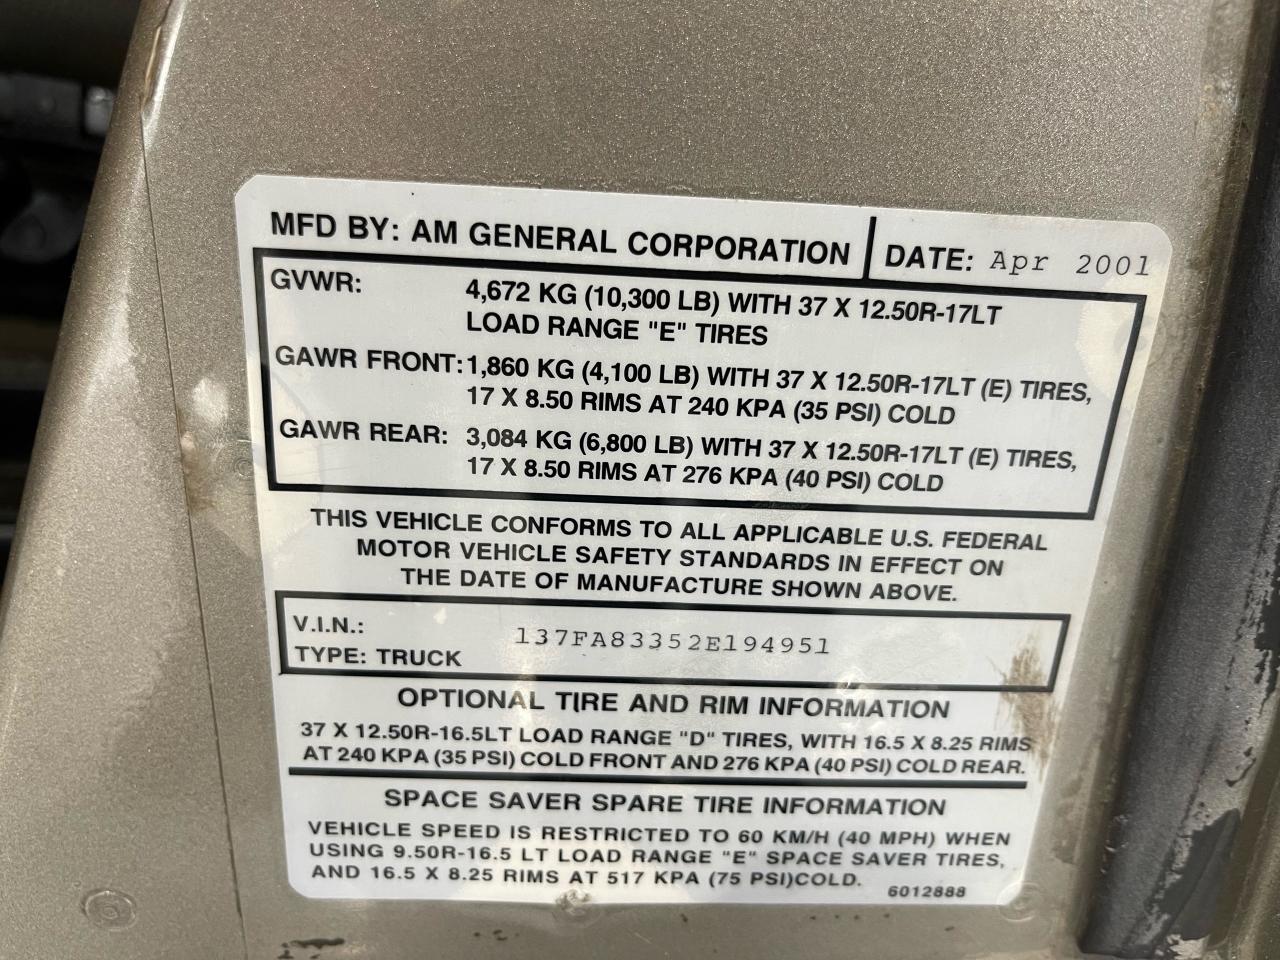 MFD BY: AM GENERAL CORPORATION DATE: Apr 2001
GVWR: 4,672 KG (10,300 LB) WITH 37 X 12.50R-17LT
LOAD RANGE "E" TIRES
GAWR FRONT: 1,860 KG (4,100 LB) WITH 37 X 12.50R-17LT (E) TIRES,
17 X 8.50 RIMS AT 240 KPA (35 PSI) COLD
GAWR REAR: 3,084 KG (6,800 LB) WITH 37 X 12.50R-17LT (E) TIRES,
17 X 8.50 RIMS AT 276 KPA (40 PSI) COLD
THIS VEHICLE CONFORMS TO ALL APPLICABLE U.S. FEDERAL
MOTOR VEHICLE SAFETY STANDARDS IN EFFECT ON
THE DATE OF MANUFACTURE SHOWN ABOVE.
V.I.N.: 137FA83352E194951
TYPE: TRUCK
OPTIONAL TIRE AND RIM INFORMATION
37 X 12.50R-16.5LT LOAD RANGE "D" TIRES, WITH 16.5 X 8.25 RIMS
AT 240 KPA (35 PSI) COLD FRONT AND 276 KPA (40 PSI) COLD REAR.
SPACE SAVER SPARE TIRE INFORMATION
VEHICLE SPEED IS RESTRICTED TO 60 KM/H (40 MPH) WHEN
USING 9.50R-16.5 LT LOAD RANGE "E" SPACE SAVER TIRES,
AND 16.5 X 8.25 RIMS AT 517 KPA (75 PSI)COLD.
6012888